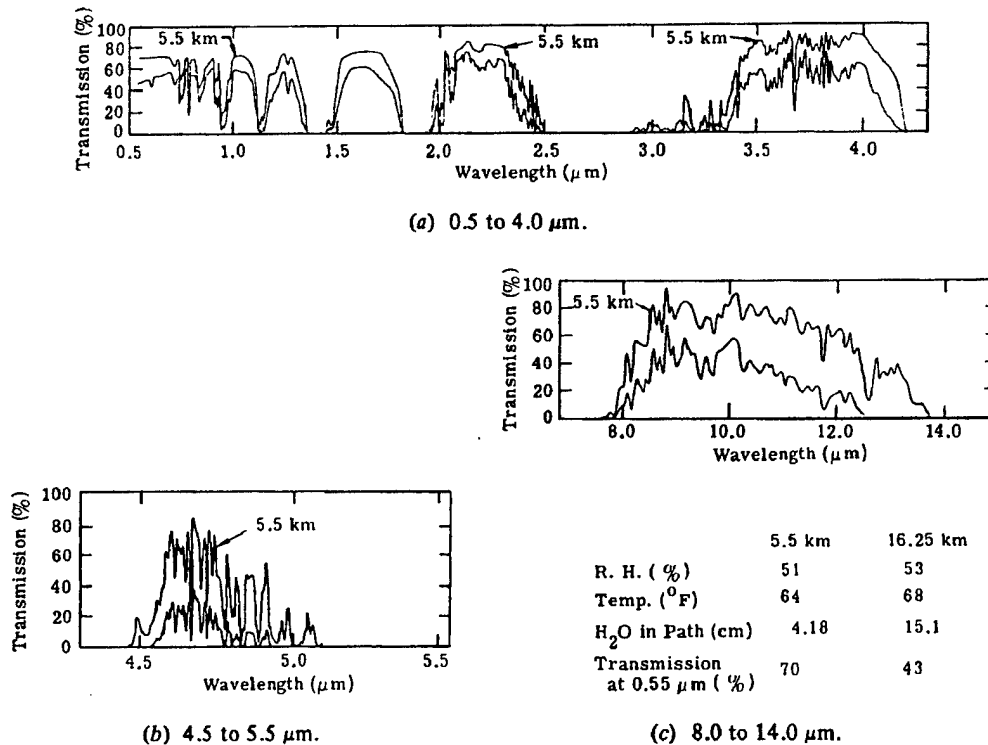 Transmission (%)
100
80
60
40
20
0
5.5 km
5.5 km
5.5 km
0.5
1.0
1.5
2.0
2.5
3.0
3.5
4.0
Wavelength (μm)
(a) 0.5 to 4.0 μm.
Transmission (%)
100
80
60
40
20
0
5.5 km
8.0
10.0
12.0
14.0
Wavelength (μm)
Transmission (%)
100
80
60
40
20
0
5.5 km
4.5
5.0
5.5
Wavelength (μm)
(b) 4.5 to 5.5 μm.
5.5 km 16.25 km
R. H. ( %) 51 53
Temp. (°F) 64 68
H2O in Path (cm) 4.18 15.1
Transmission
at 0.55 μm ( %) 70 43
(c) 8.0 to 14.0 μm.